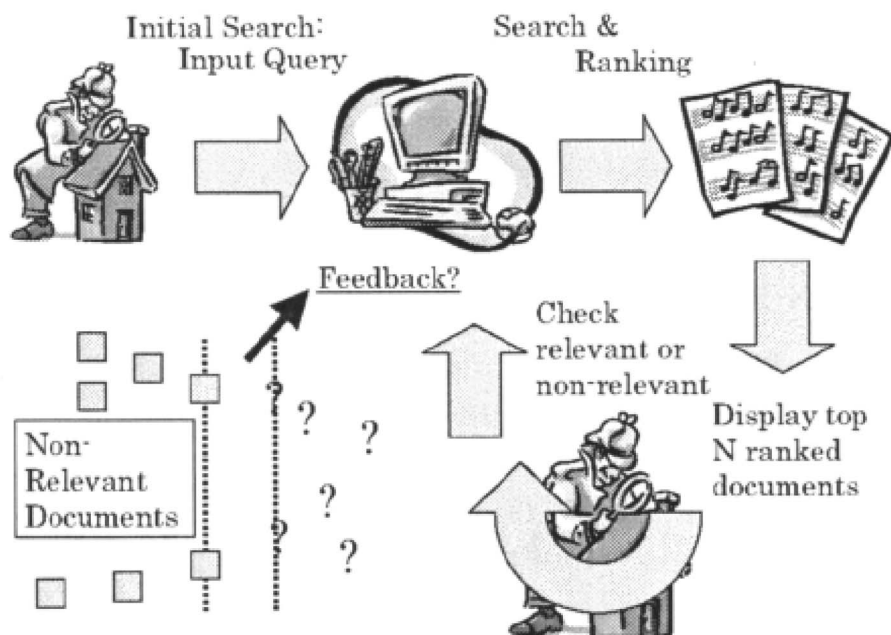 Initial Search:
Input Query
Search &
Ranking
Feedback?
Check
relevant or
non-relevant
Display top
N ranked
documents
?
?
?
?
?
?
Non-
Relevant
Documents